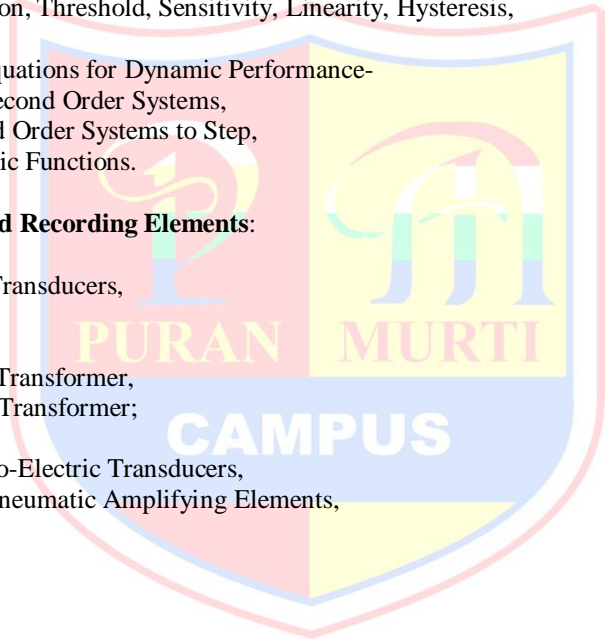 on, Threshold, Sensitivity, Linearity, Hysteresis,
quations for Dynamic Performance-
econd Order Systems,
d Order Systems to Step,
ic Functions.
d Recording Elements:
Transducers,
PURAN MURTI
Transformer,
Transformer;
CAMPUS
o-Electric Transducers,
neumatic Amplifying Elements,